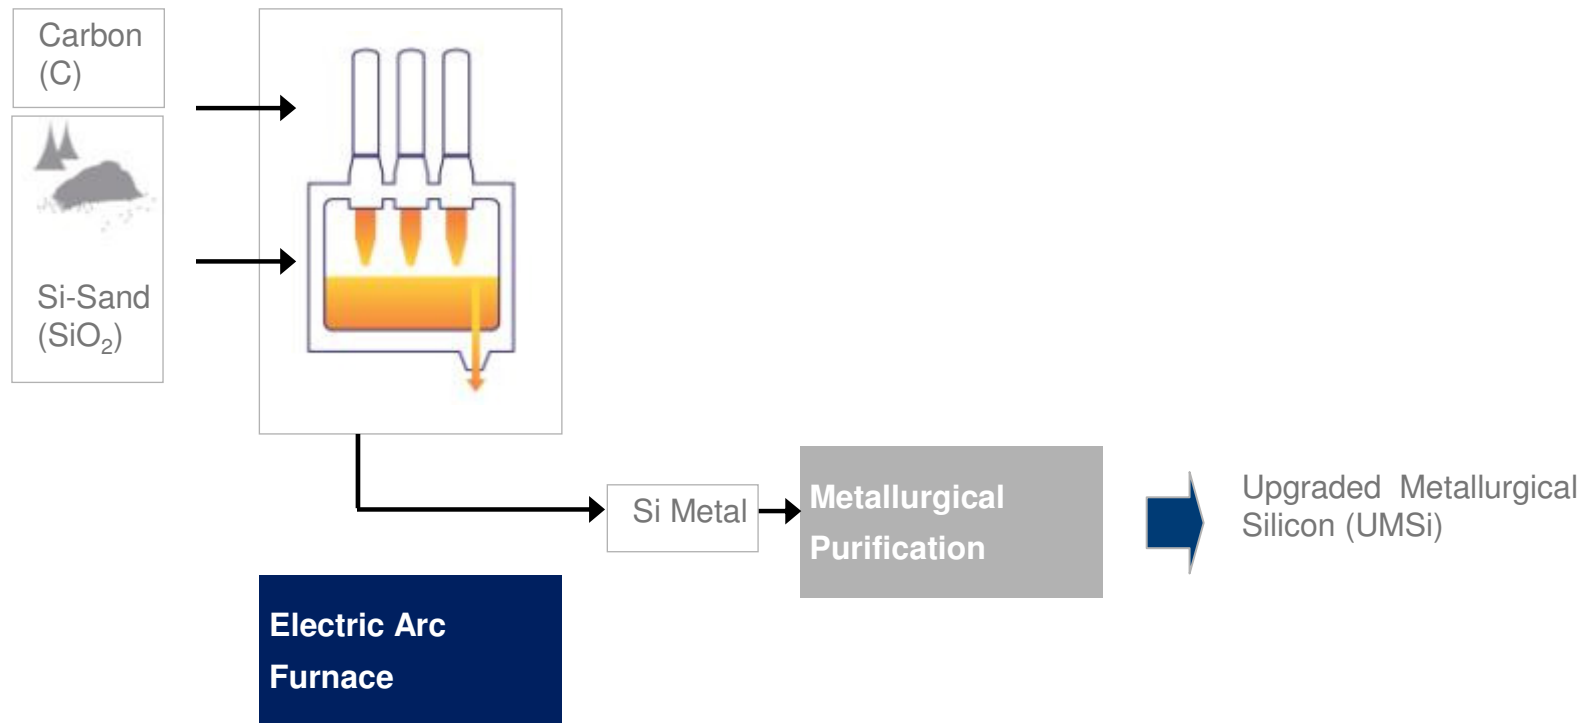 Carbon
(C)
Si-Sand
(SiO₂)
Si Metal
Metallurgical
Purification
Upgraded Metallurgical
Silicon (UMSi)
Electric Arc
Furnace